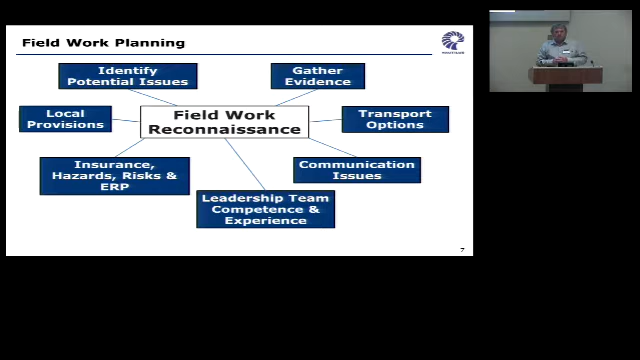 Field Work Planning
Identify
Potential Issues
Gather
Evidence
Local
Provisions
Field Work
Reconnaissance
Transport
Options
Insurance,
Hazards, Risks &
ERP
Communication
Issues
Leadership Team
Competence &
Experience
7